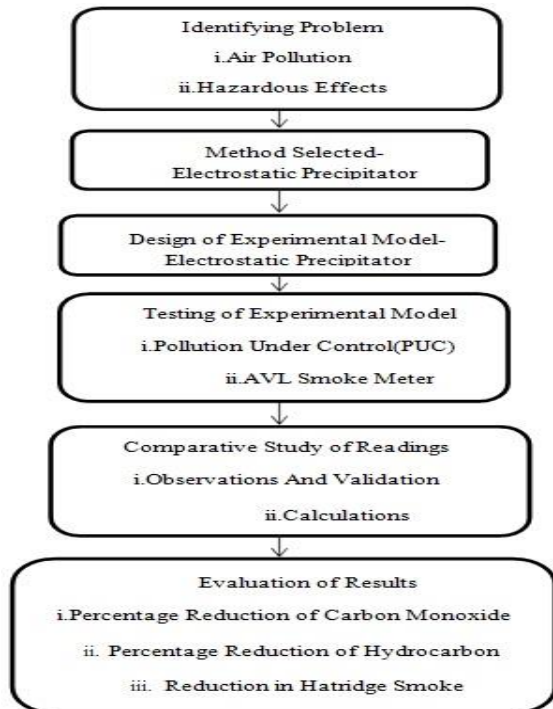 Identifying Problem
i.Air Pollution
ii.Hazardous Effects
Method Selected-
Electrostatic Precipitator
Design of Experimental Model-
Electrostatic Precipitator
Testing of Experimental Model
i.Pollution Under Control(PUC)
ii.AVL Smoke Meter
Comparative Study of Readings
i.Observations And Validation
ii.Calculations
Evaluation of Results
i.Percentage Reduction of Carbon Monoxide
ii. Percentage Reduction of Hydrocarbon
iii. Reduction in Hatridge Smoke